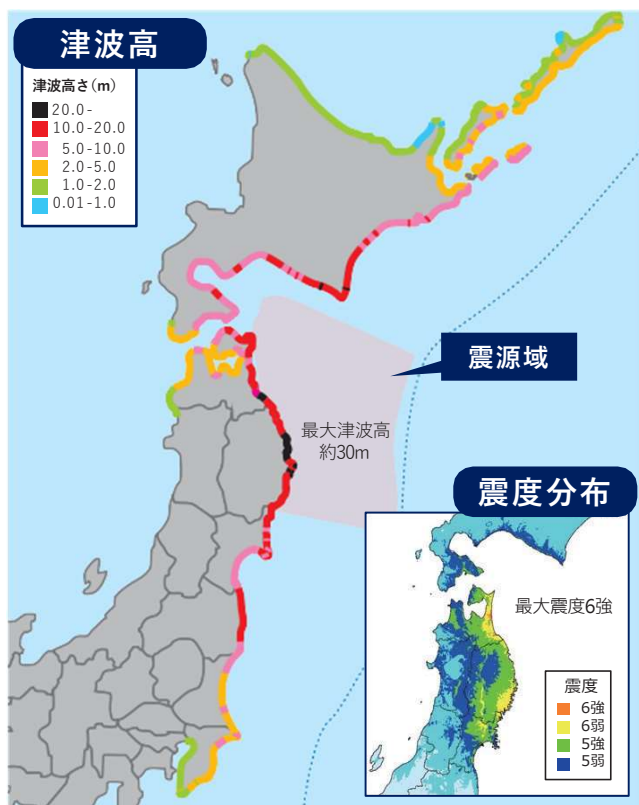 津波高
津波高さ(m)
20.0-
10.0-20.0
5.0-10.0
2.0-5.0
1.0-2.0
0.01-1.0
震源域
最大津波高
約30m
震度分布
最大震度6強
震度
6強
6弱
5強
5弱